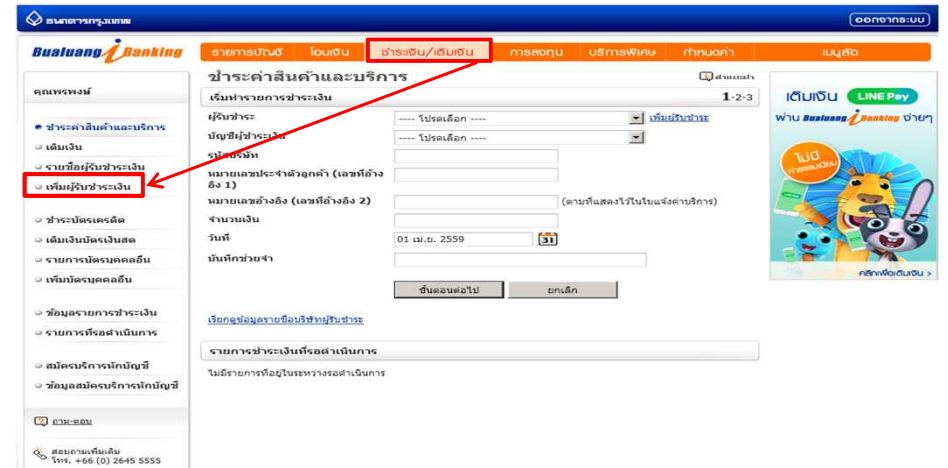 ธนาคารกรุงเทพ
ออกจากระบบ
Bualuang iBanking
รายการบัญชี โอนเงิน ชำระเงิน/เติมเงิน การลงทุน บริการพิเศษ กำหนดค่า เมนูลัด
คุณพรพงษ์
ชำระค่าสินค้าและบริการ
เติมเงิน
รายชื่อผู้รับชำระเงิน
เพิ่มผู้รับชำระเงิน
ชำระบัตรเครดิต
เติมเงินบัตรเงินสด
รายการบัตรบุคคลอื่น
เพิ่มบัตรบุคคลอื่น
ข้อมูลรายการชำระเงิน
รายการที่รอดำเนินการ
สมัครบริการหักบัญชี
ข้อมูลสมัครบริการหักบัญชี
ถาม-ตอบ
สอบถามเพิ่มเติม
โทร. +66 (0) 2645 5555
ชำระค่าสินค้าและบริการ
คำแนะนำ
เริ่มทำรายการชำระเงิน 1-2-3
ผู้รับชำระ ---- โปรดเลือก ---- เพิ่มผู้รับชำระ
บัญชีผู้ชำระเงิน ---- โปรดเลือก ----
รหัสบริษัท
หมายเลขประจำตัวลูกค้า (เลขที่อ้าง
อิง 1)
หมายเลขอ้างอิง (เลขที่อ้างอิง 2) (ตามที่แสดงไว้ในใบแจ้งค่าบริการ)
จำนวนเงิน
วันที่ 01 เม.ย. 2559 31
บันทึกช่วยจำ
ขั้นตอนต่อไป ยกเลิก
เรียกดูข้อมูลรายชื่อบริษัทผู้รับชำระ
รายการชำระเงินที่รอดำเนินการ
ไม่มีรายการที่อยู่ในระหว่างรอดำเนินการ
เติมเงิน LINE Pay
ผ่าน Bualuang iBanking ง่ายๆ
ไม่มี
ค่าธรรมเนียม
คลิกเพื่อเติมเงิน >